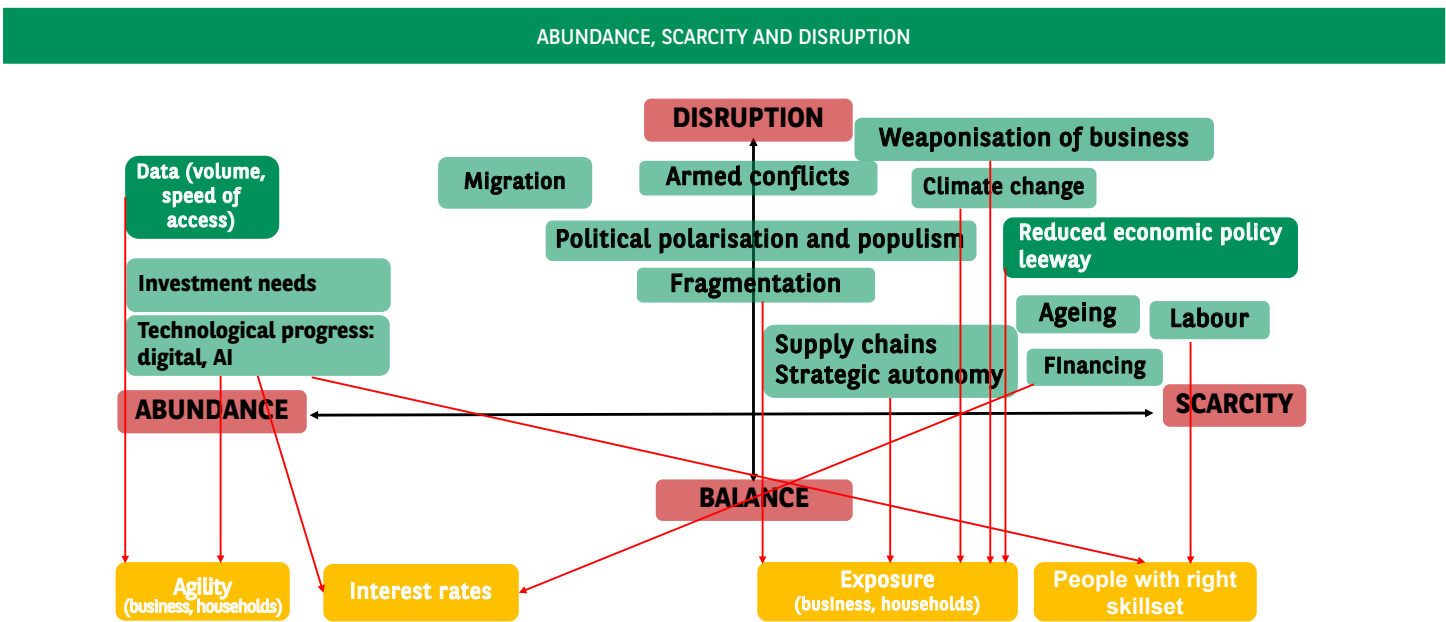 ABUNDANCE, SCARCITY AND DISRUPTION
DISRUPTION
Weaponisation of business
Data (volume,
speed of
access)
Migration
Armed conflicts
Climate change
Political polarisation and populism
Reduced economic policy
leeway
Investment needs
Fragmentation
Ageing
Labour
Technological progress:
digital, AI
Supply chains
Strategic autonomy
Financing
ABUNDANCE
SCARCITY
BALANCE
Agility
(business, households)
Interest rates
Exposure
(business, households)
People with right
skillset